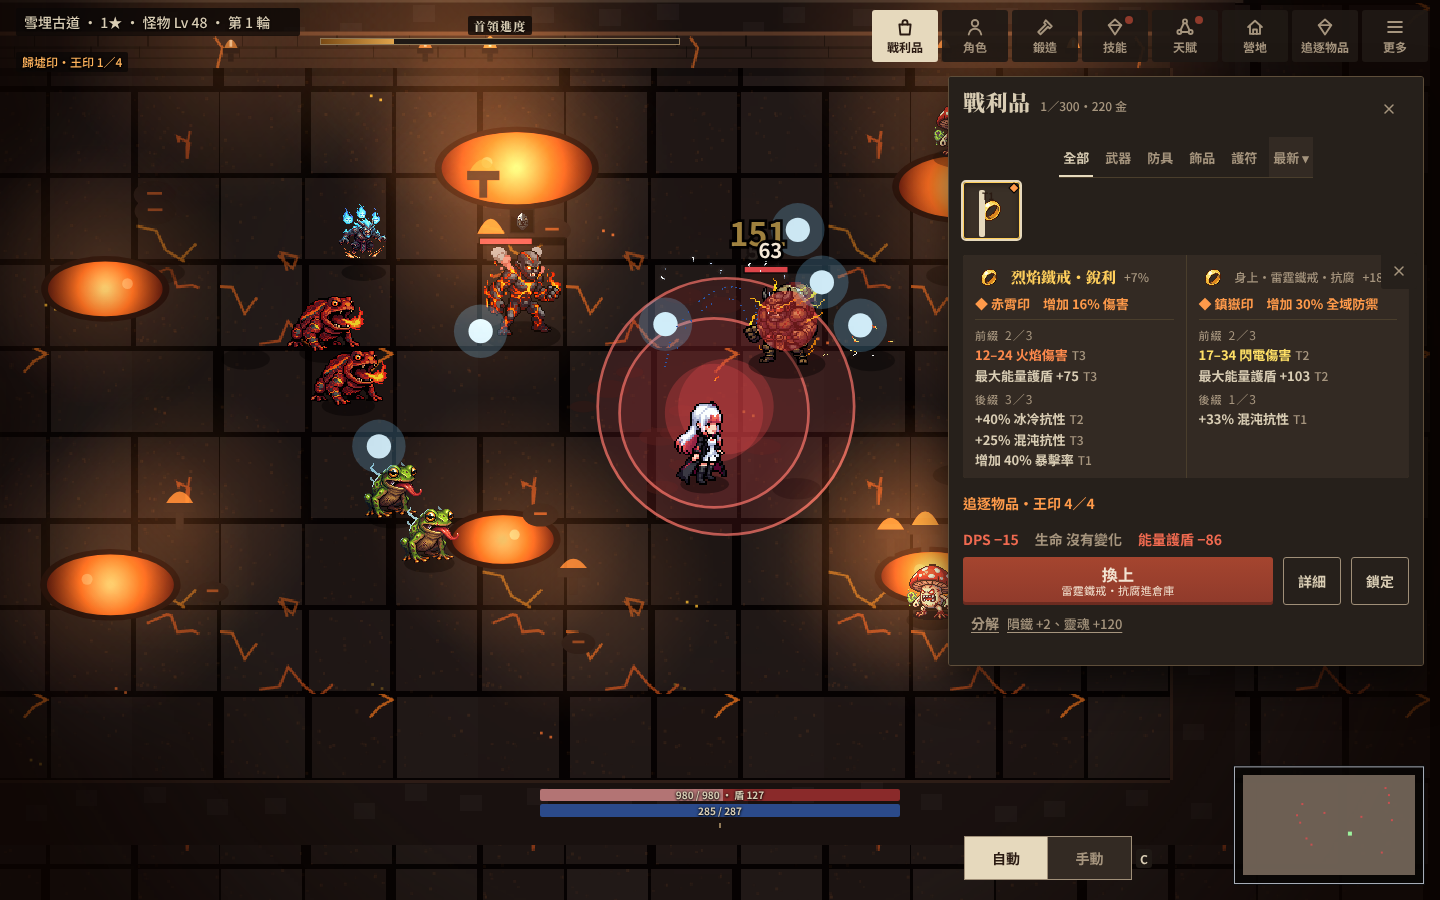 雪埋古道 · 1★ · 怪物 Lv 48 · 第 1 輪
歸墟印・王印 1／4
首領進度
戰利品
角色
鍛造
技能
天賦
營地
追逐物品
更多
戰利品 1／300・220 金
全部 武器 防具 飾品 護符 最新▾
烈焰鐵戒・銳利 +7%
◆ 赤霄印 增加 16% 傷害
前綴 2／3
12–24 火焰傷害 T3
最大能量護盾 +75 T3
後綴 3／3
+40% 冰冷抗性 T2
+25% 混沌抗性 T3
增加 40% 暴擊率 T1
身上・雷霆鐵戒・抗腐 +18
◆ 鎮嶽印 增加 30% 全域防禦
前綴 2／3
17–34 閃電傷害 T2
最大能量護盾 +103 T2
後綴 1／3
+33% 混沌抗性 T1
追逐物品・王印 4／4
DPS −15 生命 沒有變化 能量護盾 −86
換上
雷霆鐵戒・抗腐進倉庫
詳細
鎖定
分解 隕鐵 +2、靈魂 +120
151
63
980 / 980 · 盾 127
285 / 287
自動 手動 C